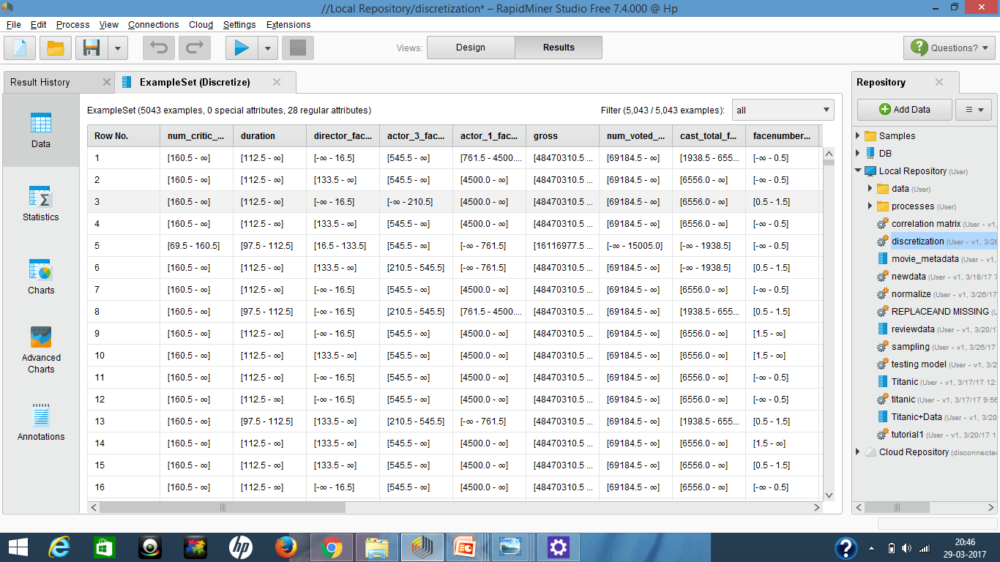 //Local Repository/discretization* – RapidMiner Studio Free 7.4.000 @ Hp
File Edit Process View Connections Cloud Settings Extensions
Views: Design Results Questions?
Result History ExampleSet (Discretize) Repository
ExampleSet (5043 examples, 0 special attributes, 28 regular attributes) Filter (5,043 / 5,043 examples): all
Data
Statistics
Charts
Advanced
Charts
Annotations
Row No. num_critic_... duration director_fac... actor_3_fac... actor_1_fac... gross num_voted_... cast_total_f... facenumber...
1 [160.5 - ∞] [112.5 - ∞] [-∞ - 16.5] [545.5 - ∞] [761.5 - 4500.... [48470310.5 ... [69184.5 - ∞] [1938.5 - 655... [-∞ - 0.5]
2 [160.5 - ∞] [112.5 - ∞] [133.5 - ∞] [545.5 - ∞] [4500.0 - ∞] [48470310.5 ... [69184.5 - ∞] [6556.0 - ∞] [-∞ - 0.5]
3 [160.5 - ∞] [112.5 - ∞] [-∞ - 16.5] [-∞ - 210.5] [4500.0 - ∞] [48470310.5 ... [69184.5 - ∞] [6556.0 - ∞] [0.5 - 1.5]
4 [160.5 - ∞] [112.5 - ∞] [133.5 - ∞] [545.5 - ∞] [4500.0 - ∞] [48470310.5 ... [69184.5 - ∞] [6556.0 - ∞] [-∞ - 0.5]
5 [69.5 - 160.5] [97.5 - 112.5] [16.5 - 133.5] [545.5 - ∞] [-∞ - 761.5] [16116977.5 ... [-∞ - 15005.0] [-∞ - 1938.5] [-∞ - 0.5]
6 [160.5 - ∞] [112.5 - ∞] [133.5 - ∞] [210.5 - 545.5] [-∞ - 761.5] [48470310.5 ... [69184.5 - ∞] [-∞ - 1938.5] [0.5 - 1.5]
7 [160.5 - ∞] [112.5 - ∞] [-∞ - 16.5] [545.5 - ∞] [4500.0 - ∞] [48470310.5 ... [69184.5 - ∞] [6556.0 - ∞] [-∞ - 0.5]
8 [160.5 - ∞] [97.5 - 112.5] [-∞ - 16.5] [210.5 - 545.5] [761.5 - 4500.... [48470310.5 ... [69184.5 - ∞] [1938.5 - 655... [0.5 - 1.5]
9 [160.5 - ∞] [112.5 - ∞] [-∞ - 16.5] [545.5 - ∞] [4500.0 - ∞] [48470310.5 ... [69184.5 - ∞] [6556.0 - ∞] [1.5 - ∞]
10 [160.5 - ∞] [112.5 - ∞] [133.5 - ∞] [545.5 - ∞] [4500.0 - ∞] [48470310.5 ... [69184.5 - ∞] [6556.0 - ∞] [1.5 - ∞]
11 [160.5 - ∞] [112.5 - ∞] [-∞ - 16.5] [545.5 - ∞] [4500.0 - ∞] [48470310.5 ... [69184.5 - ∞] [6556.0 - ∞] [-∞ - 0.5]
12 [160.5 - ∞] [112.5 - ∞] [-∞ - 16.5] [545.5 - ∞] [4500.0 - ∞] [48470310.5 ... [69184.5 - ∞] [6556.0 - ∞] [-∞ - 0.5]
13 [160.5 - ∞] [97.5 - 112.5] [133.5 - ∞] [210.5 - 545.5] [-∞ - 761.5] [48470310.5 ... [69184.5 - ∞] [1938.5 - 655... [0.5 - 1.5]
14 [160.5 - ∞] [112.5 - ∞] [133.5 - ∞] [545.5 - ∞] [4500.0 - ∞] [48470310.5 ... [69184.5 - ∞] [6556.0 - ∞] [1.5 - ∞]
15 [160.5 - ∞] [112.5 - ∞] [133.5 - ∞] [545.5 - ∞] [4500.0 - ∞] [48470310.5 ... [69184.5 - ∞] [6556.0 - ∞] [0.5 - 1.5]
16 [160.5 - ∞] [112.5 - ∞] [-∞ - 16.5] [545.5 - ∞] [4500.0 - ∞] [48470310.5 ... [69184.5 - ∞] [6556.0 - ∞] [-∞ - 0.5]
Add Data
Samples
DB
Local Repository (User)
data (User)
processes (User)
correlation matrix (User - v1,
discretization (User - v1, 3/26
movie_metadata (User - v1,
newdata (User - v1, 3/18/17 7
normalize (User - v1, 3/26/17
REPLACEAND MISSING (U
reviewdata (User - v1, 3/20/1
sampling (User - v1, 3/26/17
testing model (User - v1, 3/2
Titanic (User - v1, 3/17/17 12:
titanic (User - v1, 3/17/17 9:56
Titanic+Data (User - v1, 3/20
tutorial1 (User - v1, 3/20/17 1
Cloud Repository (disconnected
hp
20:46
29-03-2017